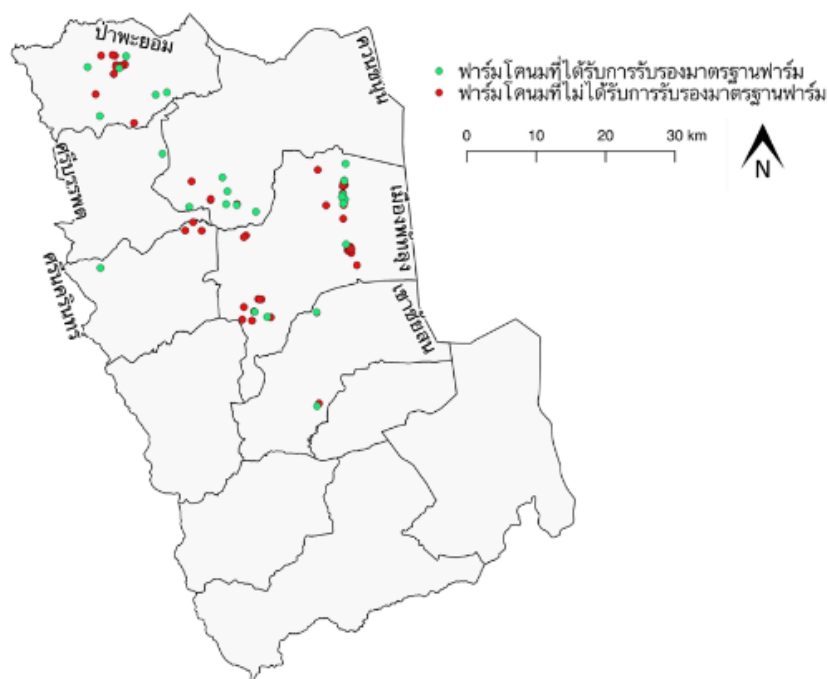 ป่าพะยอม
ควนขนุน
ฟาร์มโคนมที่ได้รับการรับรองมาตรฐานฟาร์ม
ฟาร์มโคนมที่ไม่ได้รับการรับรองมาตรฐานฟาร์ม
0 10 20 30 km
N
ศรีบรรพต
เมืองพัทลุง
ศรีนครินทร์
เขาชัยสน